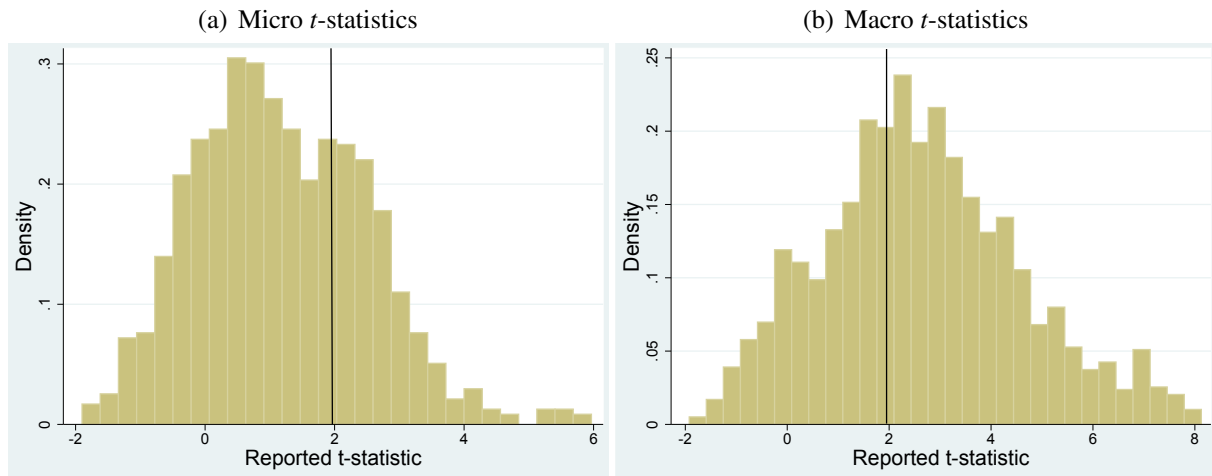 (a) Micro t-statistics
.3
.2
.1
0
Density
-2 0 2 4 6
Reported t-statistic
(b) Macro t-statistics
.25
.2
.15
.1
.05
0
Density
-2 0 2 4 6 8
Reported t-statistic